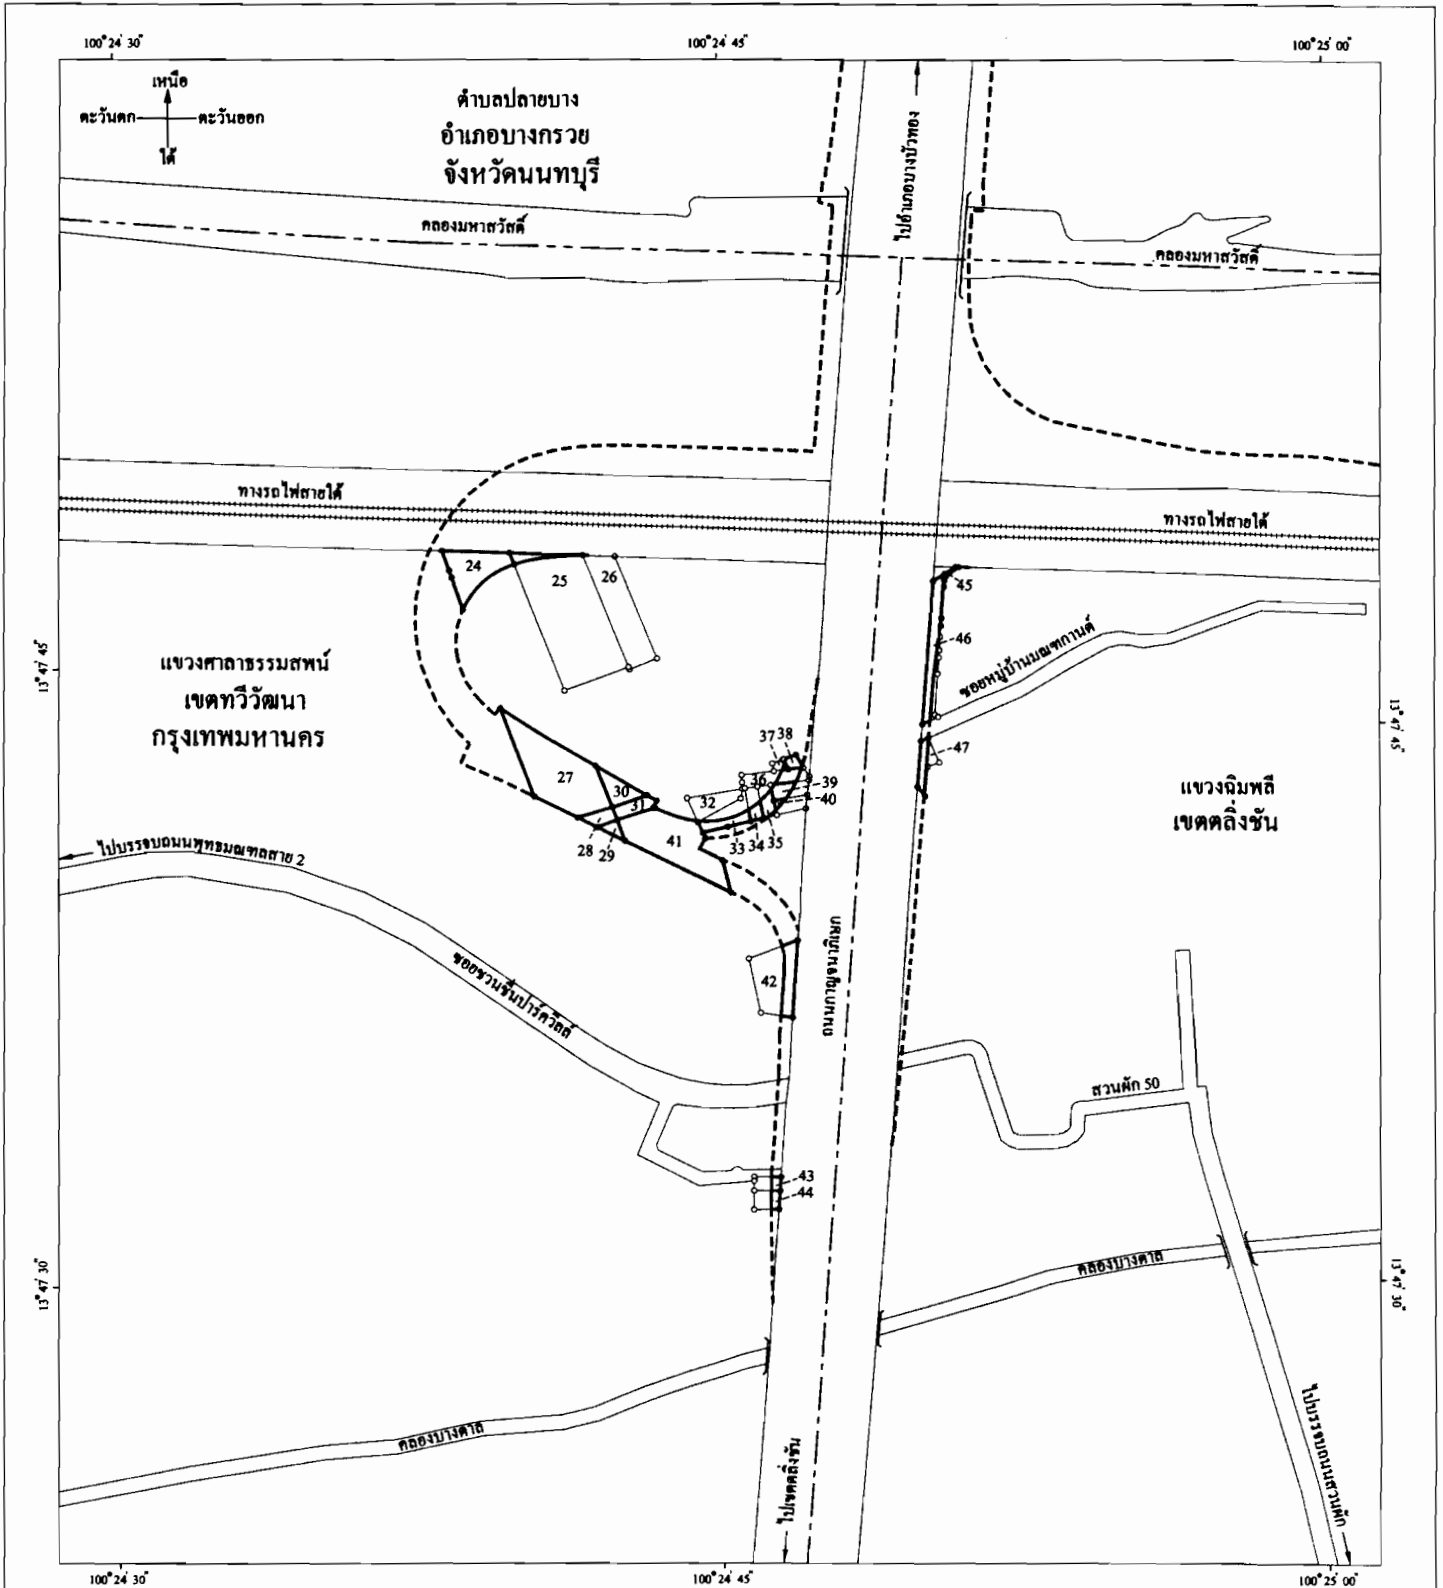 100° 24' 30"
100° 24' 45"
100° 25' 00"
เหนือ
ตะวันตก
ตะวันออก
ใต้
ตำบลปลายบาง
อำเภอบางกรวย
จังหวัดนนทบุรี
ไปอำเภอบางบัวทอง
คลองมหาสวัสดิ์
คลองมหาสวัสดิ์
ทางรถไฟสายใต้
ทางรถไฟสายใต้
24
25
26
45
46
47
ซอยหมู่บ้านมณฑกานต์
13° 47' 45"
13° 47' 45"
แขวงศาลาธรรมสพน์
เขตทวีวัฒนา
กรุงเทพมหานคร
27
30
31
28
29
41
32
33
34
35
36
37
38
39
40
แขวงฉิมพลี
เขตตลิ่งชัน
ไปบรรจบถนนพุทธมณฑลสาย 2
ซอยชวนชื่นปาร์ควิลล์
42
ถนนกาญจนาภิเษก
สวนผัก 50
43
44
คลองบางตาล
คลองบางตาล
13° 47' 30"
13° 47' 30"
ไปเขตตลิ่งชัน
ไปบรรจบถนนสวนผัก
100° 24' 30"
100° 24' 45"
100° 25' 00"